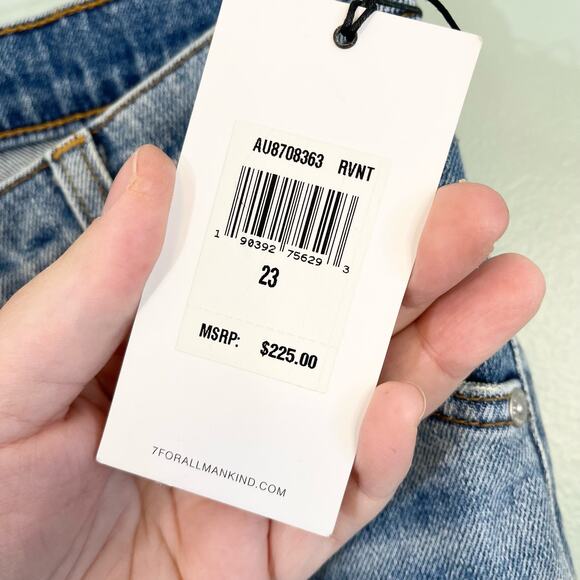 AU8708363 RVNT
1 90392 75629 3
23
MSRP: $225.00
7FORALLMANKIND.COM